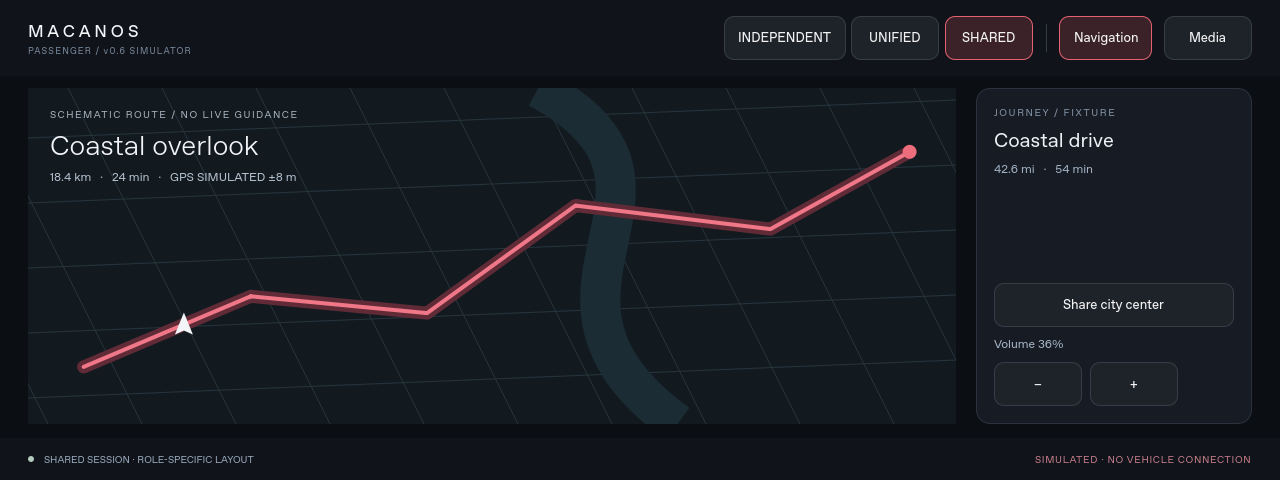 MACANOS
PASSENGER / v0.6 SIMULATOR
INDEPENDENT
UNIFIED
SHARED
Navigation
Media
SCHEMATIC ROUTE / NO LIVE GUIDANCE
Coastal overlook
18.4 km · 24 min · GPS SIMULATED ±8 m
JOURNEY / FIXTURE
Coastal drive
42.6 mi · 54 min
Share city center
Volume 36%
−
+
SHARED SESSION · ROLE-SPECIFIC LAYOUT
SIMULATED · NO VEHICLE CONNECTION